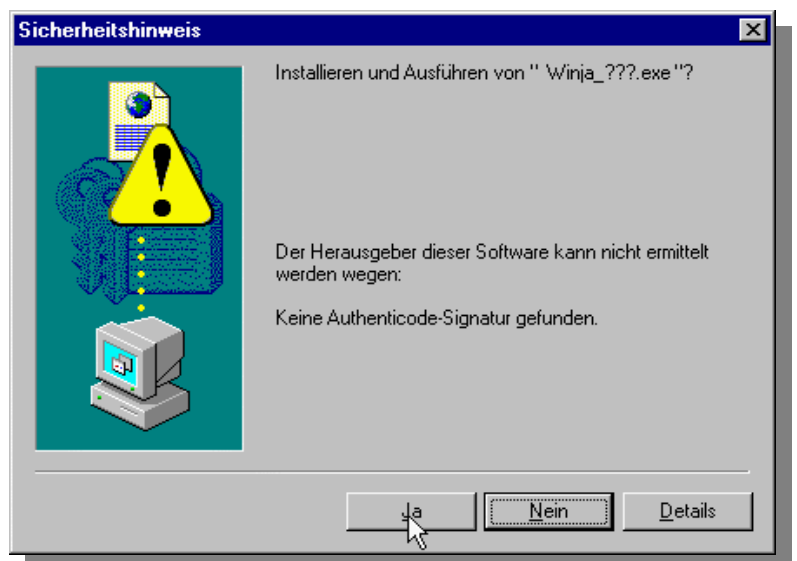 Sicherheitshinweis
Installieren und Ausführen von " Winja_???.exe "?
Der Herausgeber dieser Software kann nicht ermittelt
werden wegen:
Keine Authenticode-Signatur gefunden.
Ja Nein Details